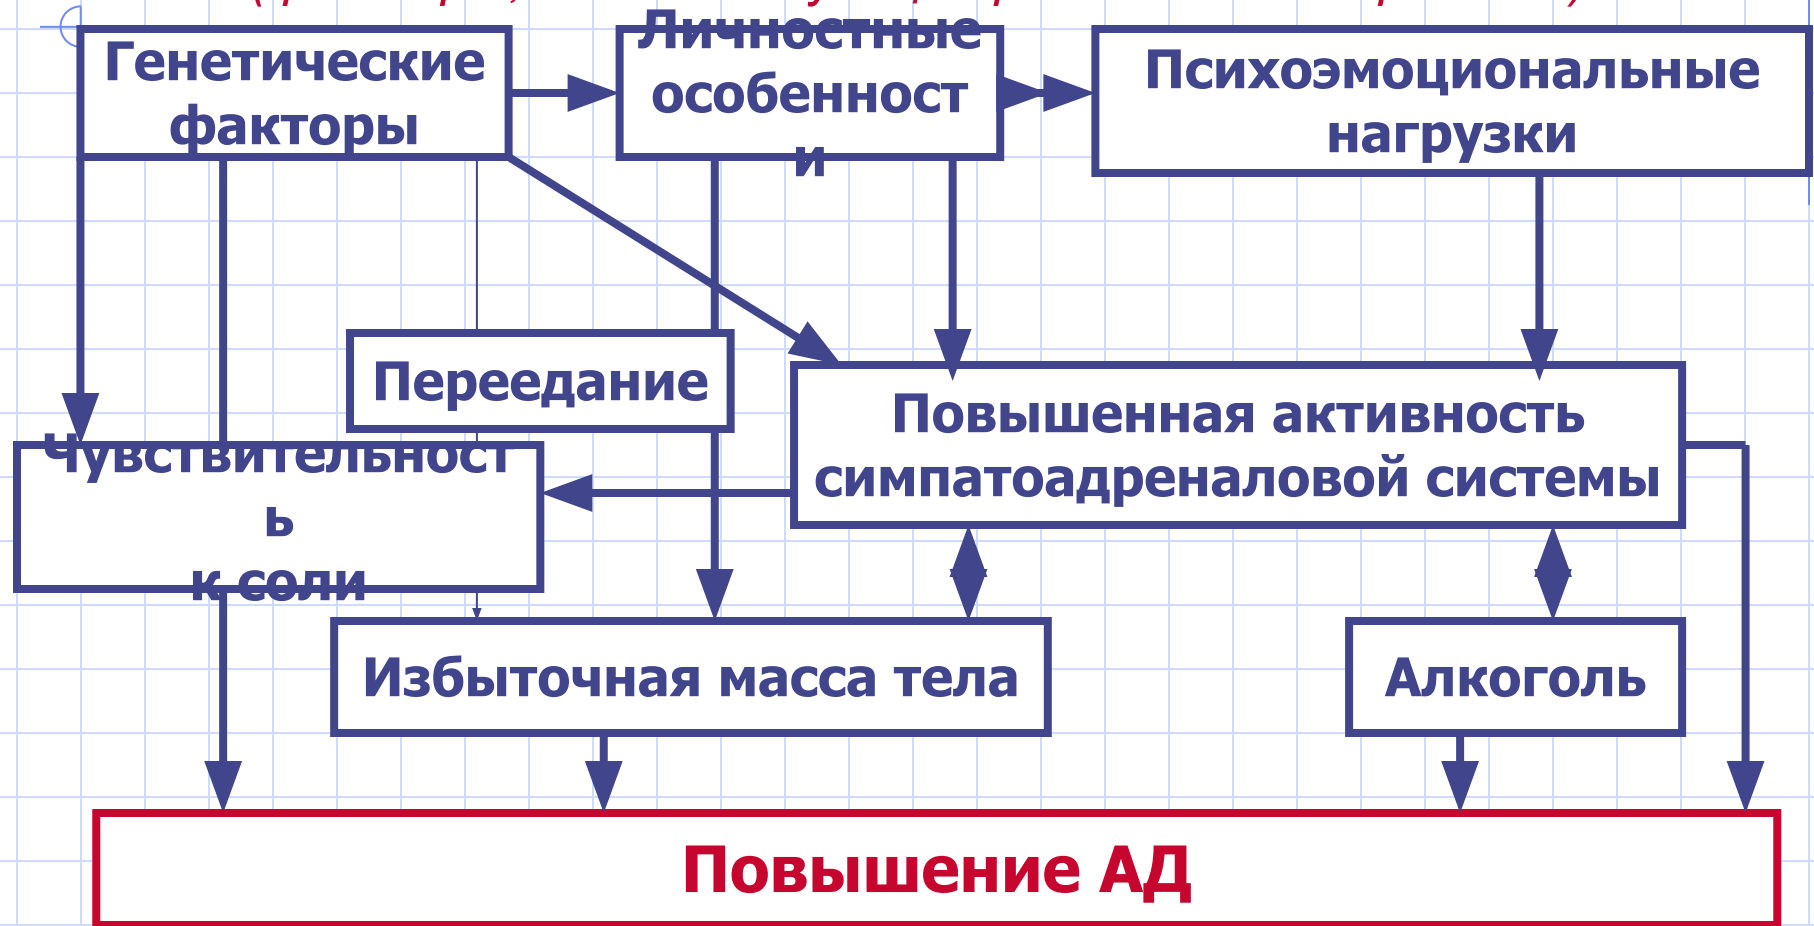 Генетические
факторы
Личностные
особенност
и
Психоэмоциональные
нагрузки
Переедание
Повышенная активность
симпатоадреналовой системы
Чувствительност
ь
к соли
Избыточная масса тела
Алкоголь
Повышение АД